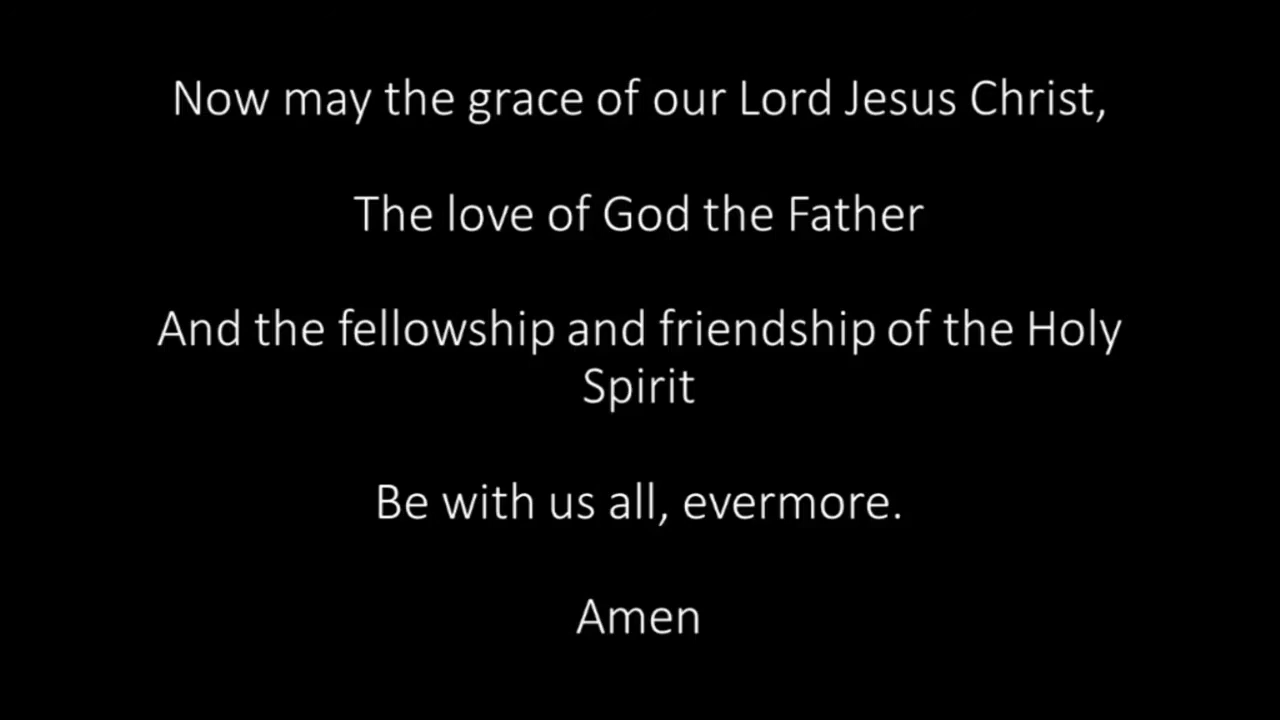 Now may the grace of our Lord Jesus Christ,
The love of God the Father
And the fellowship and friendship of the Holy
Spirit
Be with us all, evermore.
Amen